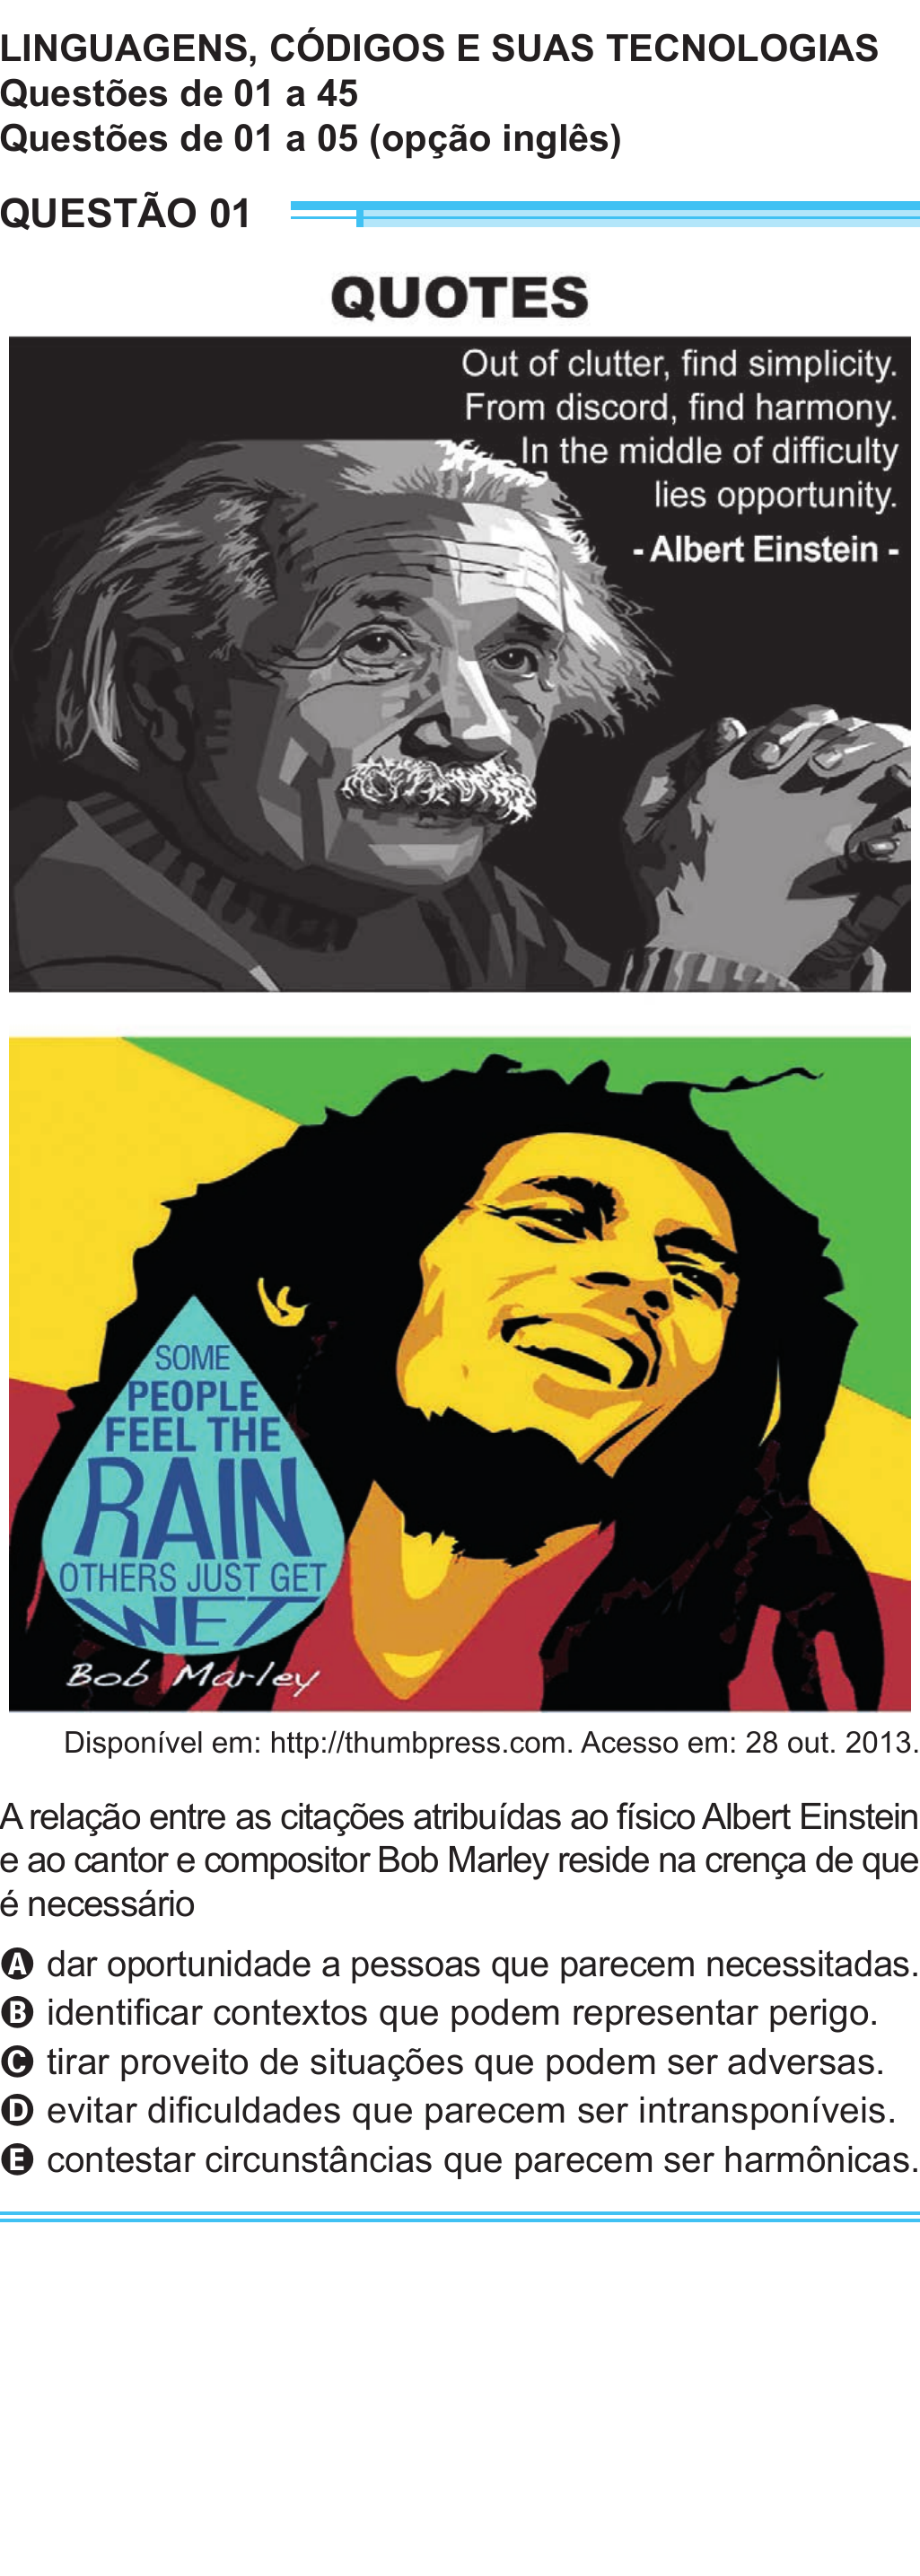 LINGUAGENS, CÓDIGOS E SUAS TECNOLOGIAS
Questões de 01 a 45
Questões de 01 a 05 (opção inglês)
QUESTÃO 01
QUOTES
Out of clutter, find simplicity.
From discord, find harmony.
In the middle of difficulty
lies opportunity.
- Albert Einstein -
SOME
PEOPLE
FEEL THE
RAIN
OTHERS JUST GET
WET
Bob Marley
Disponível em: http://thumbpress.com. Acesso em: 28 out. 2013.
A relação entre as citações atribuídas ao físico Albert Einstein
e ao cantor e compositor Bob Marley reside na crença de que
é necessário
A dar oportunidade a pessoas que parecem necessitadas.
B identificar contextos que podem representar perigo.
C tirar proveito de situações que podem ser adversas.
D evitar dificuldades que parecem ser intransponíveis.
E contestar circunstâncias que parecem ser harmônicas.